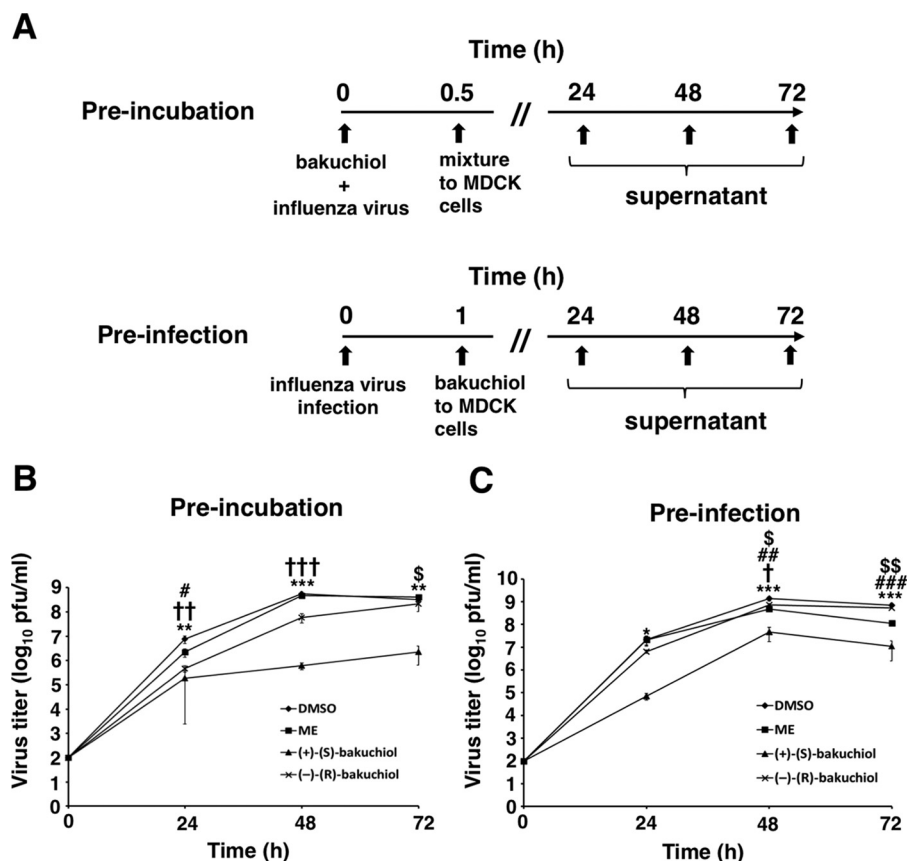 A
Time (h)
Pre-incubation
0 0.5 24 48 72
bakuchiol
+
influenza virus
mixture
to MDCK
cells
supernatant
Time (h)
Pre-infection
0 1 24 48 72
influenza virus
infection
bakuchiol
to MDCK
cells
supernatant
B
Pre-incubation
Virus titer (log10 pfu/ml)
9
8
7
6
5
4
3
2
1
0
#
††
**
†††
***
$
**
DMSO
ME
(+)-(S)-bakuchiol
(−)-(R)-bakuchiol
0 24 48 72
Time (h)
C
Pre-infection
Virus titer (log10 pfu/ml)
10
9
8
7
6
5
4
3
2
1
0
*
$
##
†
***
$$
###
***
DMSO
ME
(+)-(S)-bakuchiol
(−)-(R)-bakuchiol
0 24 48 72
Time (h)